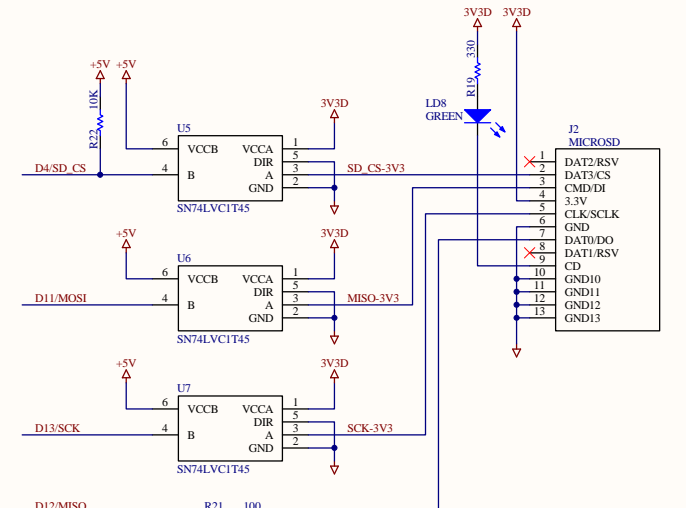 3V3D 3V3D
330
R19
LD8
GREEN
+5V +5V
10K
R22
3V3D
U5
6 VCCB VCCA 1
DIR 5
D4/SD_CS 4 B A 3 SD_CS-3V3
GND 2
SN74LVC1T45
J2
MICROSD
1 DAT2/RSV
2 DAT3/CS
3 CMD/DI
4 3.3V
5 CLK/SCLK
6 GND
7 DAT0/DO
8 DAT1/RSV
9 CD
10 GND10
11 GND11
12 GND12
13 GND13
+5V 3V3D
U6
6 VCCB VCCA 1
DIR 5
D11/MOSI 4 B A 3 MISO-3V3
GND 2
SN74LVC1T45
+5V 3V3D
U7
6 VCCB VCCA 1
DIR 5
D13/SCK 4 B A 3 SCK-3V3
GND 2
SN74LVC1T45
D12/MISO R21 100